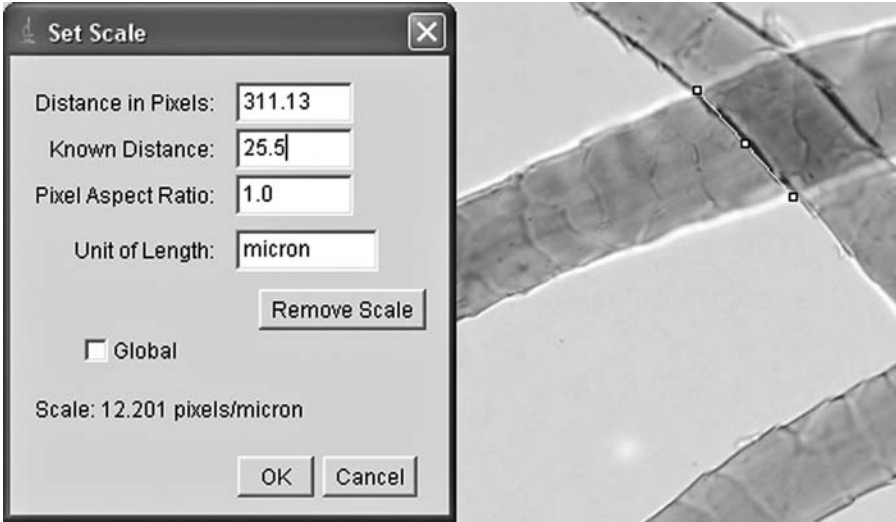 Set Scale
Distance in Pixels: 311.13
Known Distance: 25.5
Pixel Aspect Ratio: 1.0
Unit of Length: micron
Remove Scale
Global
Scale: 12.201 pixels/micron
OK Cancel